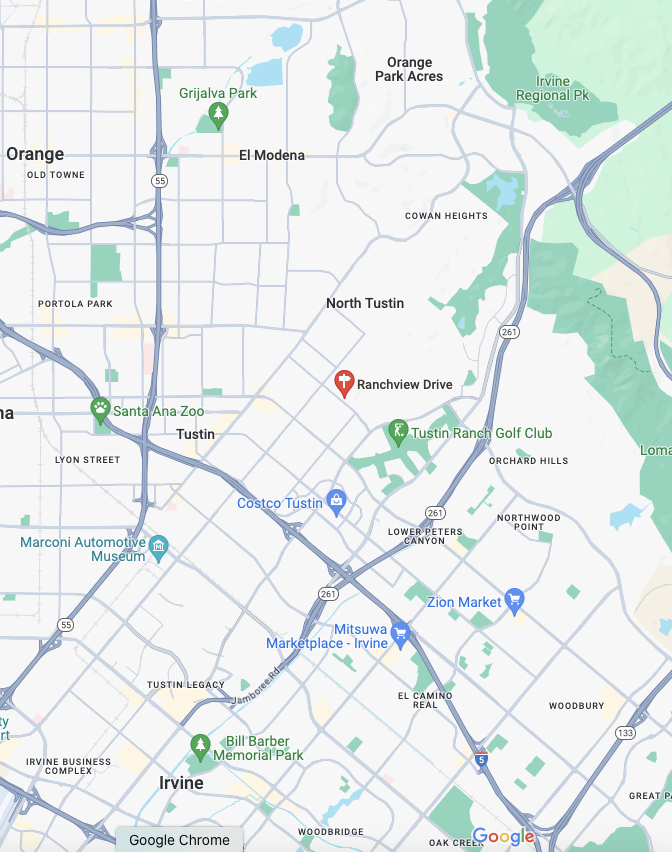 Orange
Park Acres
Irvine
Regional Pk
Grijalva Park
Orange
El Modena
OLD TOWNE
55
COWAN HEIGHTS
PORTOLA PARK
North Tustin
261
Ranchview Drive
na
Santa Ana Zoo
Tustin
Tustin Ranch Golf Club
Loma
LYON STREET
ORCHARD HILLS
Costco Tustin
261
NORTHWOOD
POINT
LOWER PETERS
CANYON
Marconi Automotive
Museum
261
Zion Market
55
Mitsuwa
Marketplace - Irvine
TUSTIN LEGACY
Jamboree Rd
EL CAMINO
REAL
WOODBURY
ty
rt
133
Bill Barber
Memorial Park
5
IRVINE BUSINESS
COMPLEX
Irvine
GREAT PA
WOODBRIDGE
Google
OAK CREEK
Google Chrome